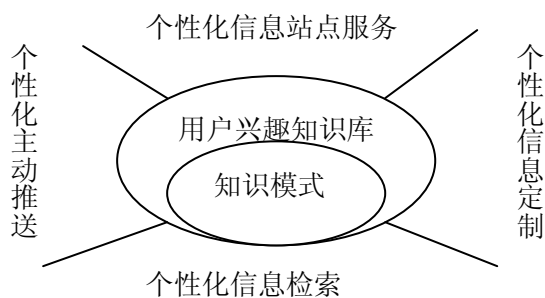 个性化信息站点服务
个性化主动推送
用户兴趣知识库
知识模式
个性化信息定制
个性化信息检索